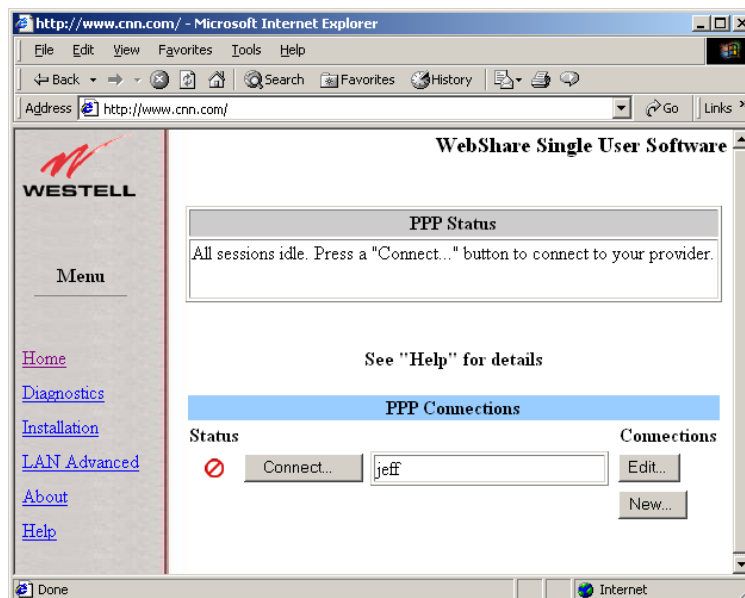 http://www.cnn.com/ - Microsoft Internet Explorer
File Edit View Favorites Tools Help
Back Search Favorites History
Address http://www.cnn.com/ Go Links »
WESTELL
WebShare Single User Software
PPP Status
All sessions idle. Press a "Connect..." button to connect to your provider.
Menu
Home
Diagnostics
Installation
LAN Advanced
About
Help
See "Help" for details
PPP Connections
Status Connections
Connect... jeff Edit...
New...
Done Internet